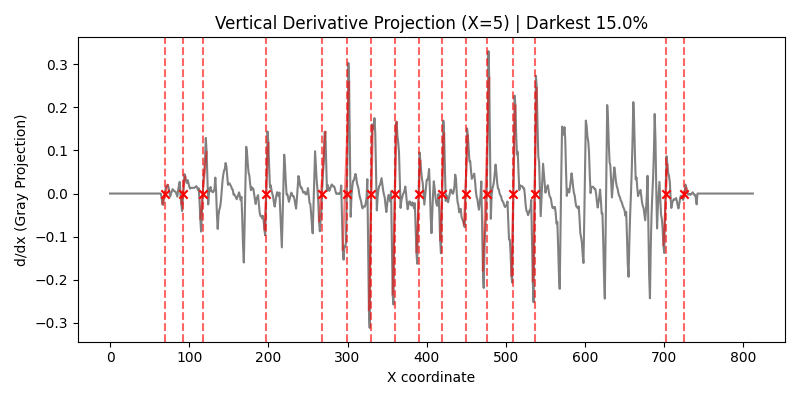 Vertical Derivative Projection (X=5) | Darkest 15.0%
d/dx (Gray Projection)
0.3
0.2
0.1
0.0
−0.1
−0.2
−0.3
0 100 200 300 400 500 600 700 800
X coordinate